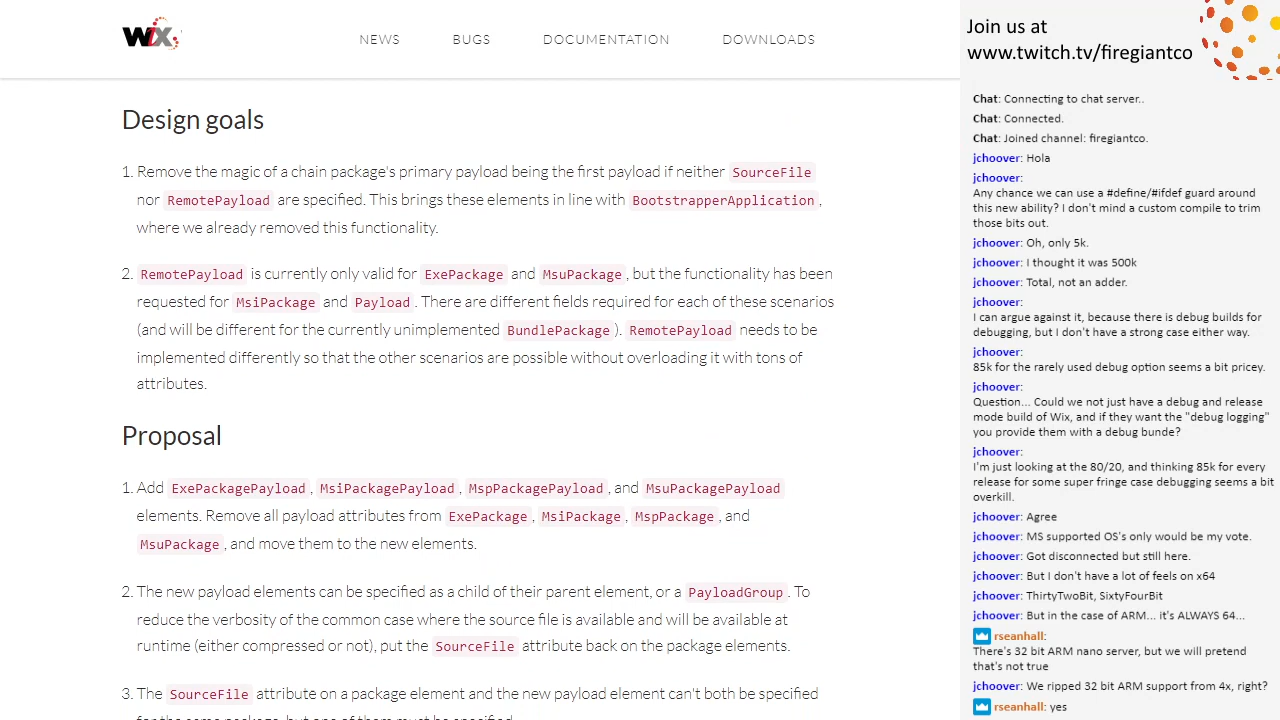 WiX
NEWS BUGS DOCUMENTATION DOWNLOADS
Design goals
1. Remove the magic of a chain package's primary payload being the first payload if neither SourceFile
nor RemotePayload are specified. This brings these elements in line with BootstrapperApplication,
where we already removed this functionality.
2. RemotePayload is currently only valid for ExePackage and MsuPackage, but the functionality has been
requested for MsiPackage and Payload. There are different fields required for each of these scenarios
(and will be different for the currently unimplemented BundlePackage). RemotePayload needs to be
implemented differently so that the other scenarios are possible without overloading it with tons of
attributes.
Proposal
1. Add ExePackagePayload, MsiPackagePayload, MspPackagePayload, and MsuPackagePayload
elements. Remove all payload attributes from ExePackage, MsiPackage, MspPackage, and
MsuPackage, and move them to the new elements.
2. The new payload elements can be specified as a child of their parent element, or a PayloadGroup. To
reduce the verbosity of the common case where the source file is available and will be available at
runtime (either compressed or not), put the SourceFile attribute back on the package elements.
3. The SourceFile attribute on a package element and the new payload element can't both be specified
for the same package, but one of them must be specified.
Join us at
www.twitch.tv/firegiantco
Chat: Connecting to chat server..
Chat: Connected.
Chat: Joined channel: firegiantco.
jchoover: Hola
jchoover:
Any chance we can use a #define/#ifdef guard around
this new ability? I don't mind a custom compile to trim
those bits out.
jchoover: Oh, only 5k.
jchoover: I thought it was 500k
jchoover: Total, not an adder.
jchoover:
I can argue against it, because there is debug builds for
debugging, but I don't have a strong case either way.
jchoover:
85k for the rarely used debug option seems a bit pricey.
jchoover:
Question... Could we not just have a debug and release
mode build of Wix, and if they want the "debug logging"
you provide them with a debug bunde?
jchoover:
I'm just looking at the 80/20, and thinking 85k for every
release for some super fringe case debugging seems a bit
overkill.
jchoover: Agree
jchoover: MS supported OS's only would be my vote.
jchoover: Got disconnected but still here.
jchoover: But I don't have a lot of feels on x64
jchoover: ThirtyTwoBit, SixtyFourBit
jchoover: But in the case of ARM... it's ALWAYS 64...
rseanhall:
There's 32 bit ARM nano server, but we will pretend
that's not true
jchoover: We ripped 32 bit ARM support from 4x, right?
rseanhall: yes